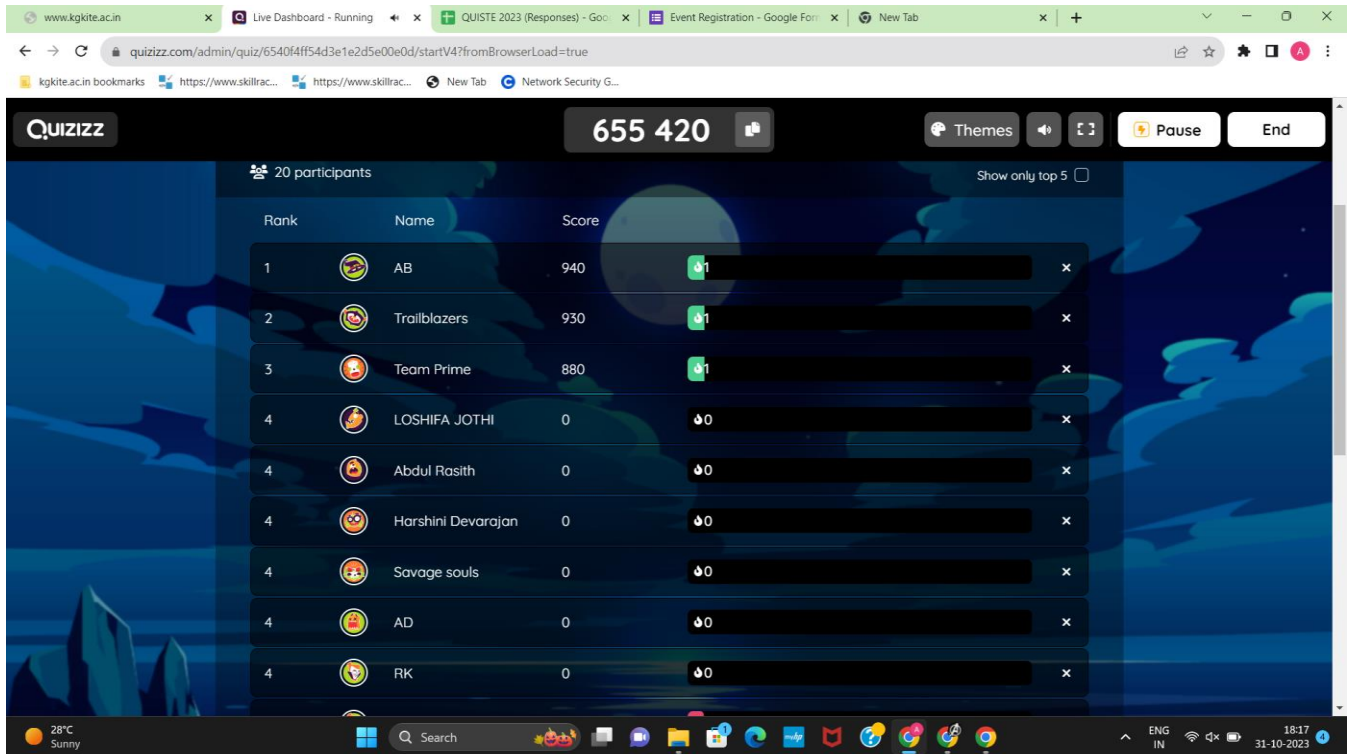 www.kgkite.ac.in
Live Dashboard - Running
QUISTE 2023 (Responses) - Goo
Event Registration - Google For
New Tab
quizizz.com/admin/quiz/6540f4ff54d3e1e2d5e00e0d/startV4?fromBrowserLoad=true
A
kgkite.ac.in bookmarks
https://www.skillrac...
https://www.skillrac...
New Tab
Network Security G...
QUIZIZZ
655 420
Themes
Pause
End
20 participants
Show only top 5
Rank Name Score
1 AB 940 1
2 Trailblazers 930 1
3 Team Prime 880 1
4 LOSHIFA JOTHI 0 0
4 Abdul Rasith 0 0
4 Harshini Devarajan 0 0
4 Savage souls 0 0
4 AD 0 0
4 RK 0 0
28°C
Sunny
Search
ENG
IN
18:17
31-10-2023
4